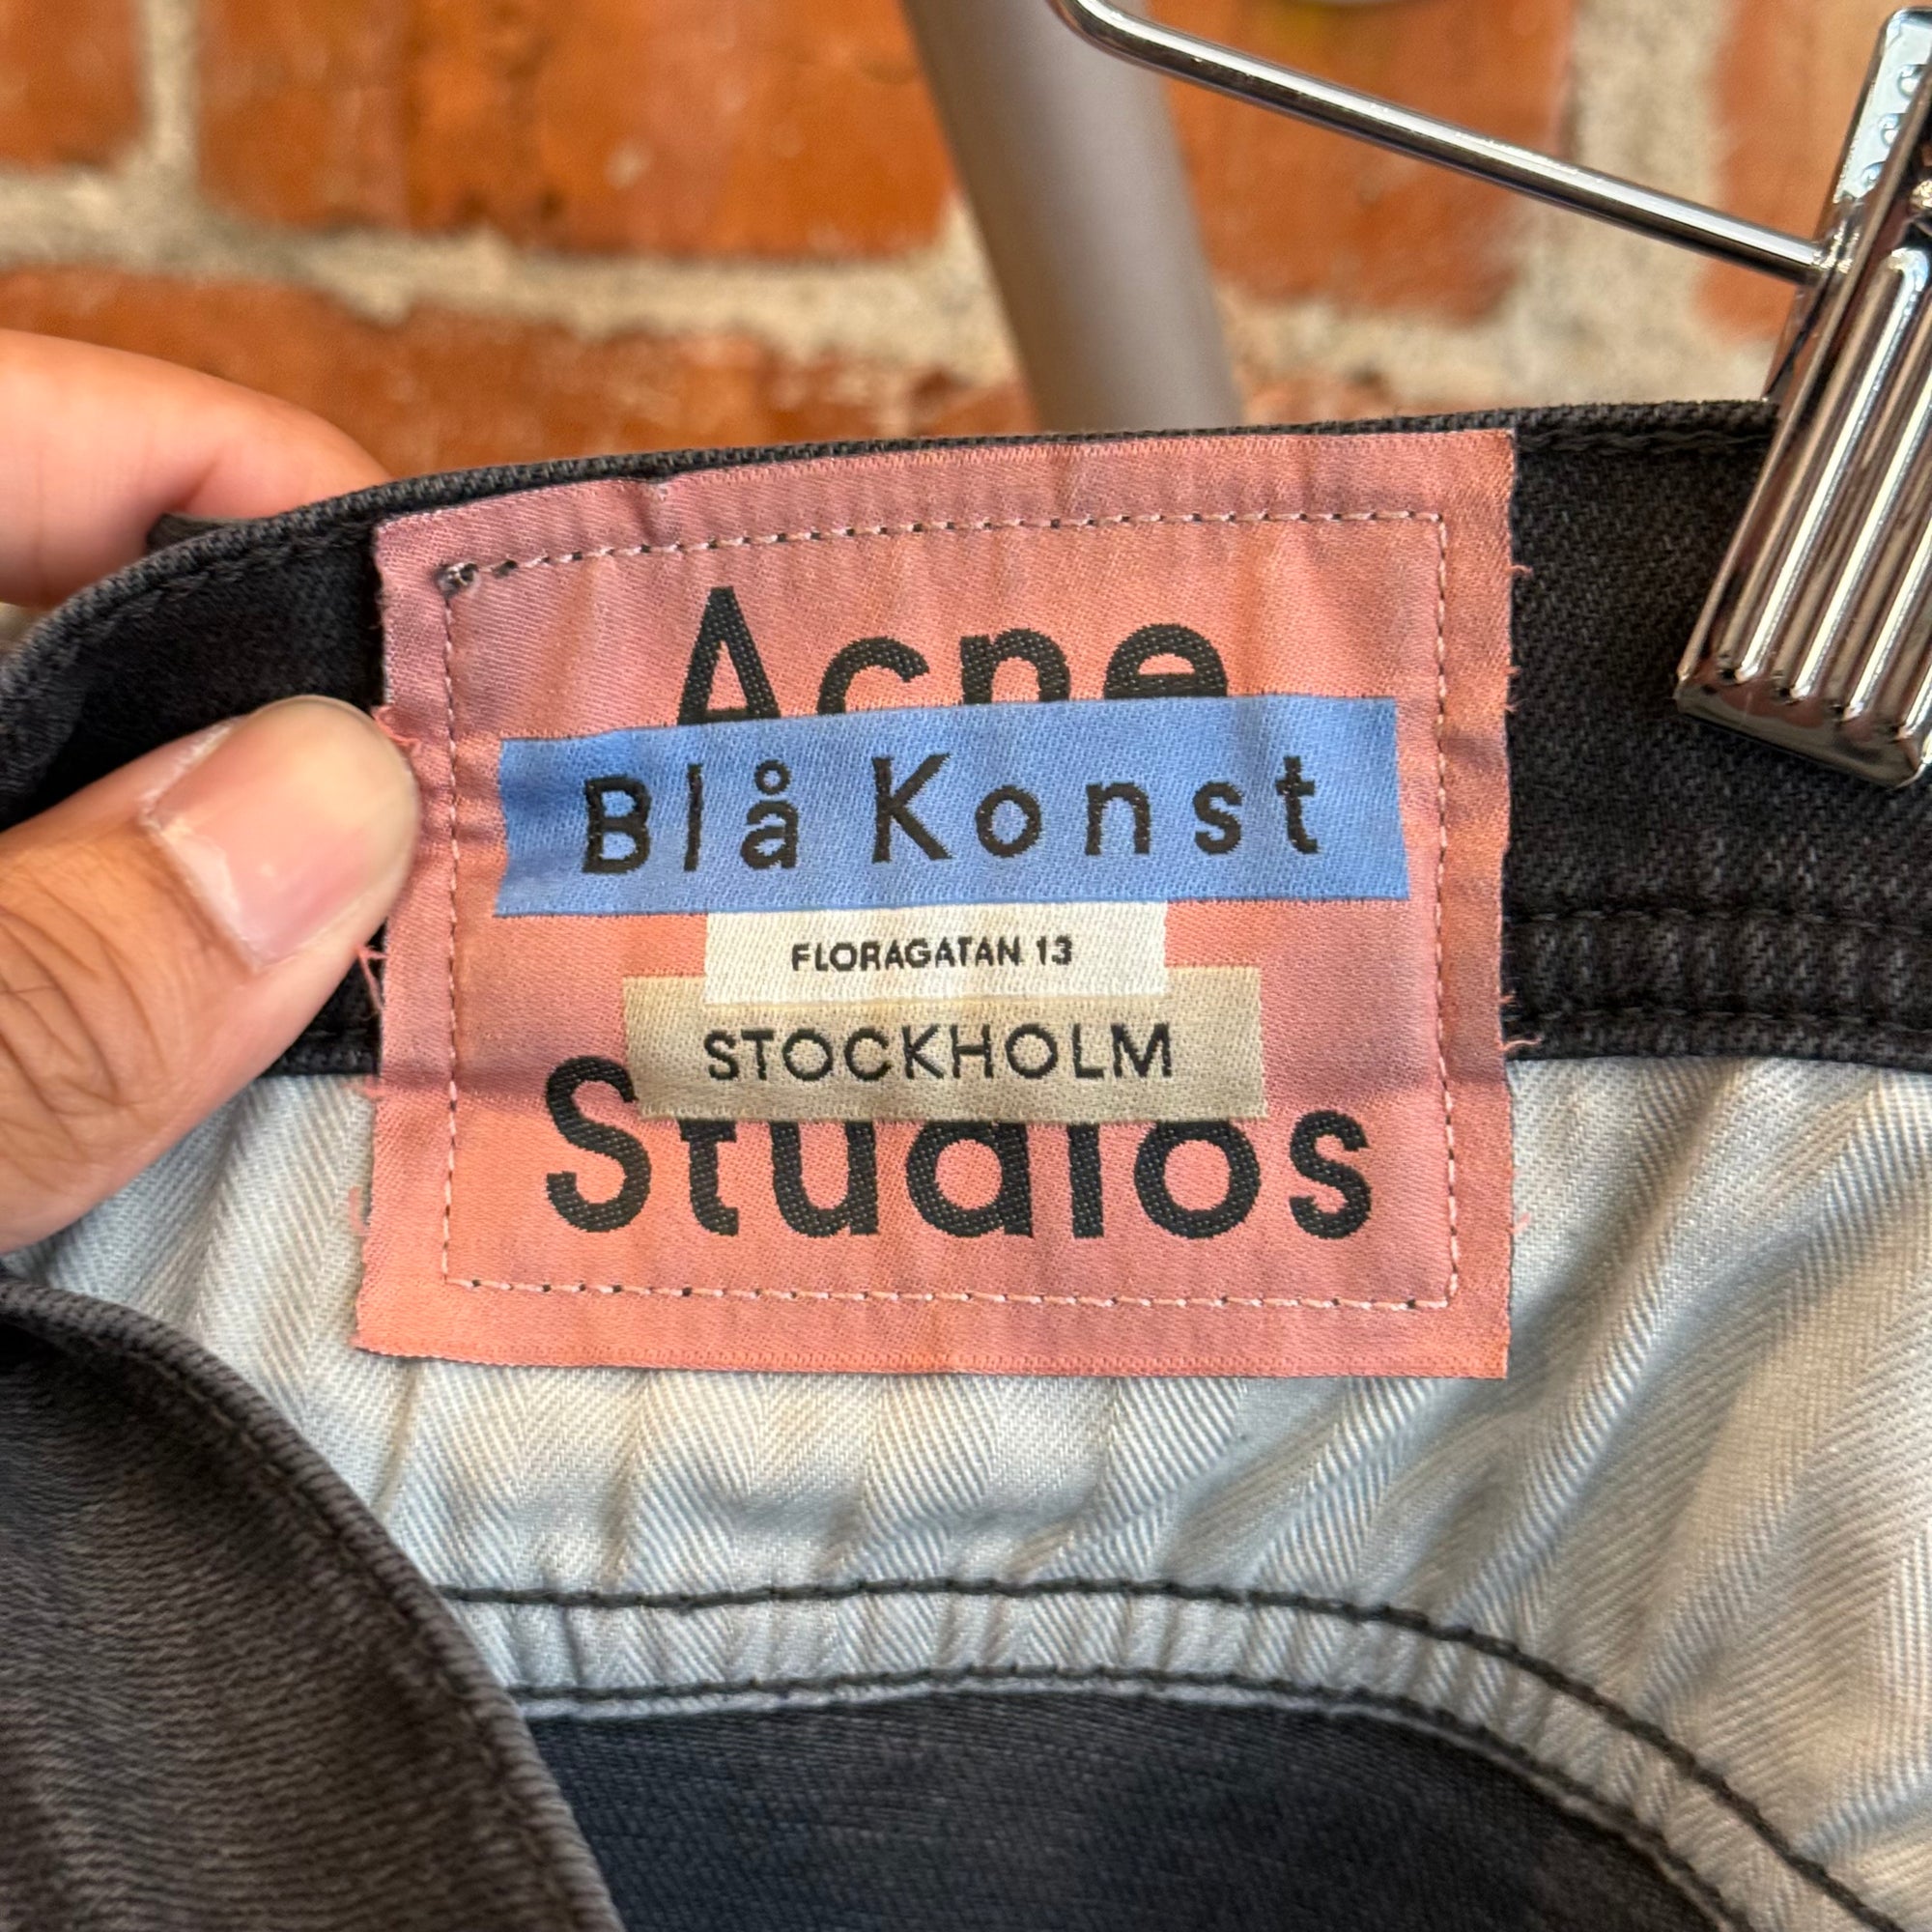 Acne
Blå Konst
FLORAGATAN 13
STOCKHOLM
Studios